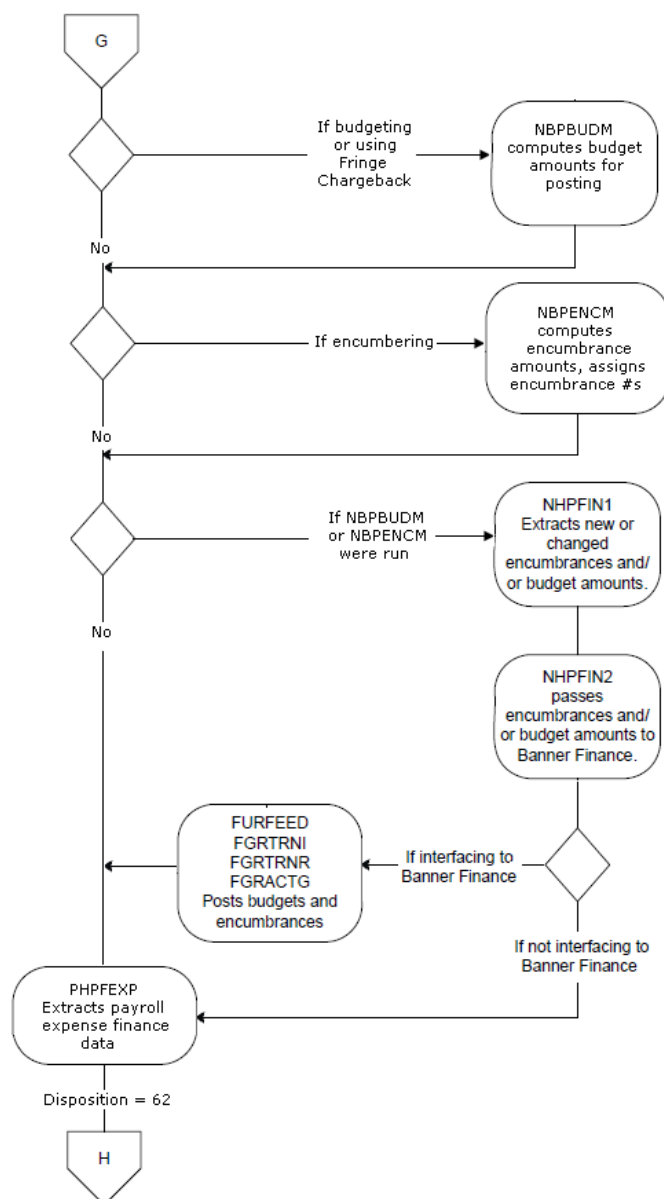 G
If budgeting
or using
Fringe
Chargeback
NBPBUDM
computes budget
amounts for
posting
No
If encumbering
NBPENCM
computes
encumbrance
amounts, assigns
encumbrance #s
No
If NBPBUDM
or NBPENCM
were run
NHPFIN1
Extracts new or
changed
encumbrances and/
or budget amounts.
No
NHPFIN2
passes
encumbrances and/
or budget amounts to
Banner Finance.
FURFEED
FGRTRNI
FGRTRNR
FGRACTG
Posts budgets and
encumbrances
If interfacing to
Banner Finance
If not interfacing to
Banner Finance
PHPFEXP
Extracts payroll
expense finance
data
Disposition = 62
H